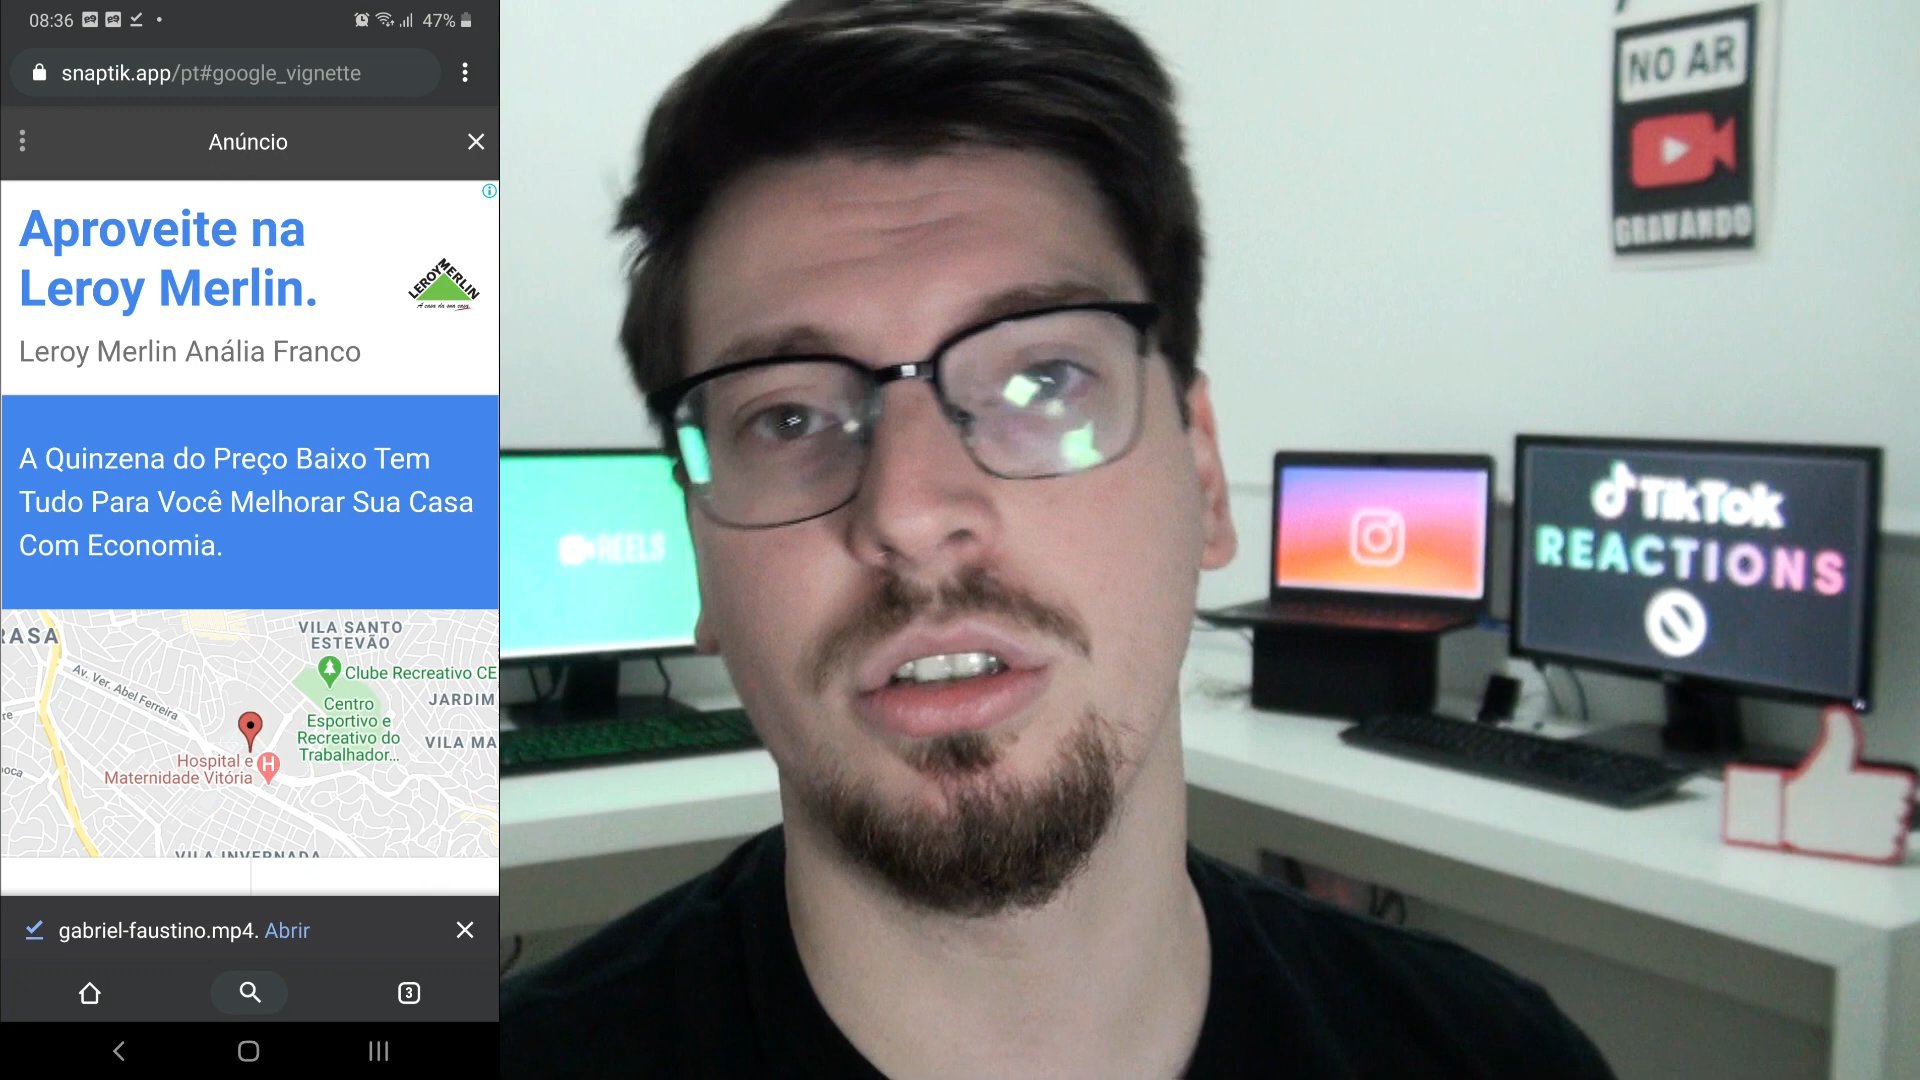 08:36
47%
snaptik.app/pt#google_vignette
Anúncio
Aproveite na
Leroy Merlin.
LEROY MERLIN
Leroy Merlin Anália Franco
A Quinzena do Preço Baixo Tem
Tudo Para Você Melhorar Sua Casa
Com Economia.
RASA
VILA SANTO
ESTEVÃO
Av. Ver. Abel Ferreira
Clube Recreativo CE
JARDIM
Centro
Esportivo e
Recreativo do
Trabalhador...
VILA MA
Hospital e
Maternidade Vitória
H
VILA INVERNADA
gabriel-faustino.mp4. Abrir
3
NO AR
GRAVANDO
REELS
TikTok
REACTIONS